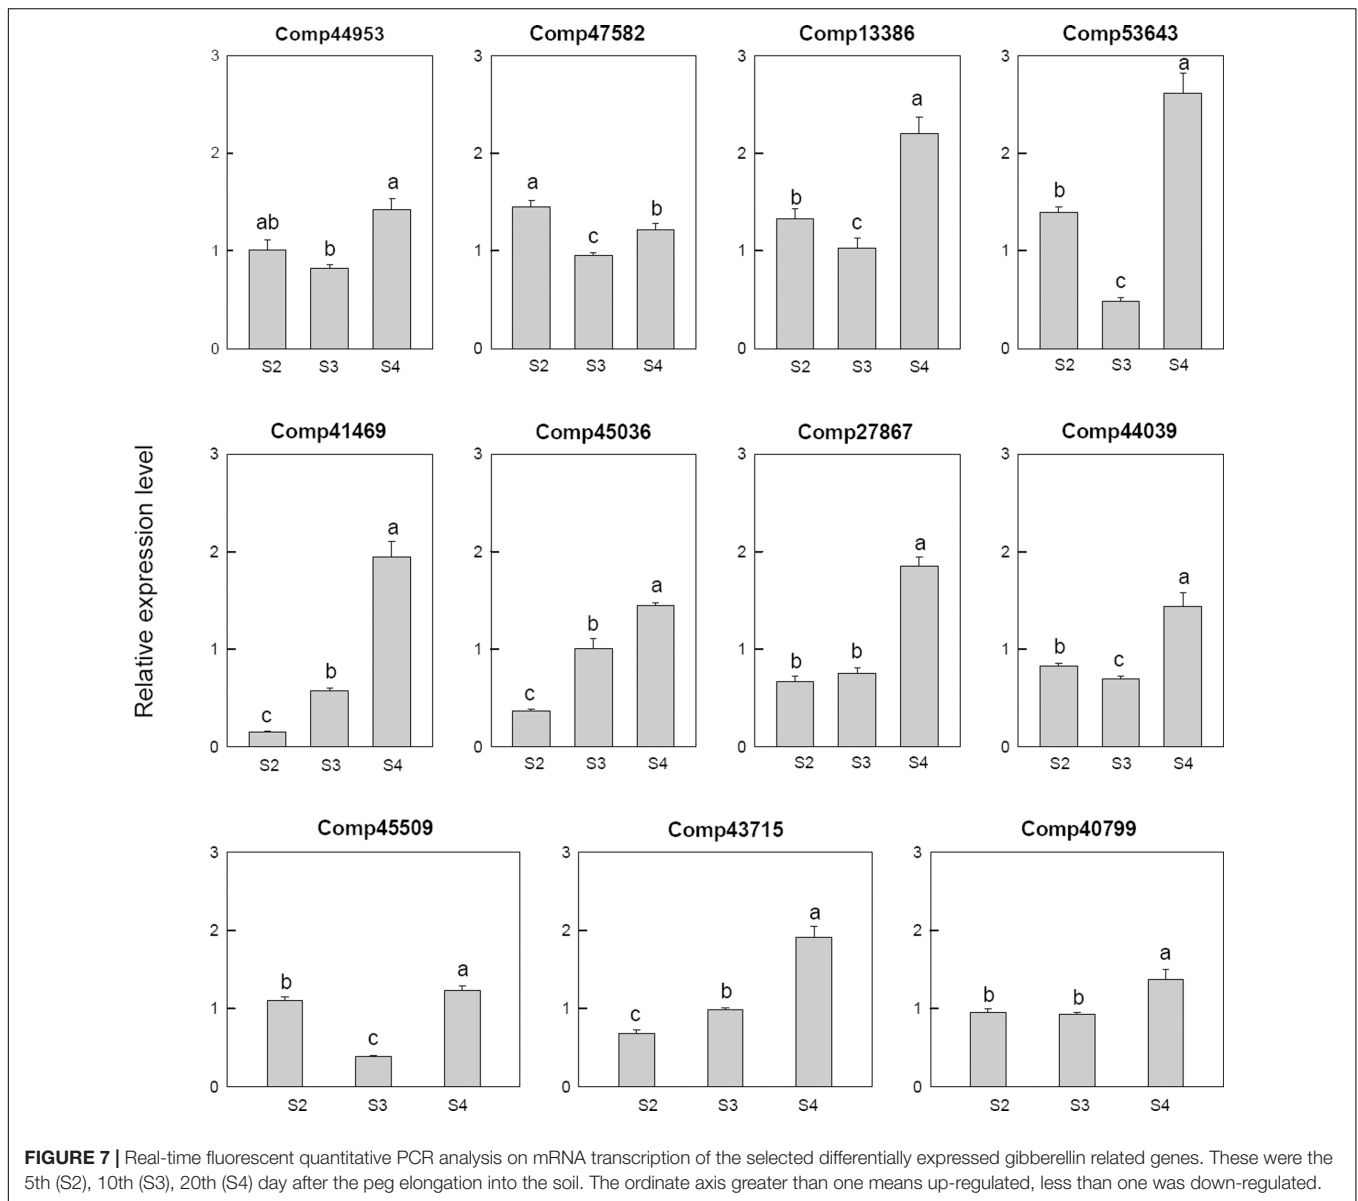 Comp44953 Comp47582 Comp13386 Comp53643
3 3 3 3
a
a
2 2 2 2
a a b b
ab b b c
1 1 1 1
c c
0 0 0 0
S2 S3 S4 S2 S3 S4 S2 S3 S4 S2 S3 S4
Relative expression level
Comp41469 Comp45036 Comp27867 Comp44039
3 3 3 3
a a
2 2 2 2
a a
b b b b
1 1 1 1
b c c
c
0 0 0 0
S2 S3 S4 S2 S3 S4 S2 S3 S4 S2 S3 S4
Comp45509 Comp43715 Comp40799
3 3 3
2 2 2
a
b a b a
b b
1 1 1
c c
0 0 0
S2 S3 S4 S2 S3 S4 S2 S3 S4
FIGURE 7 | Real-time fluorescent quantitative PCR analysis on mRNA transcription of the selected differentially expressed gibberellin related genes. These were the
5th (S2), 10th (S3), 20th (S4) day after the peg elongation into the soil. The ordinate axis greater than one means up-regulated, less than one was down-regulated.